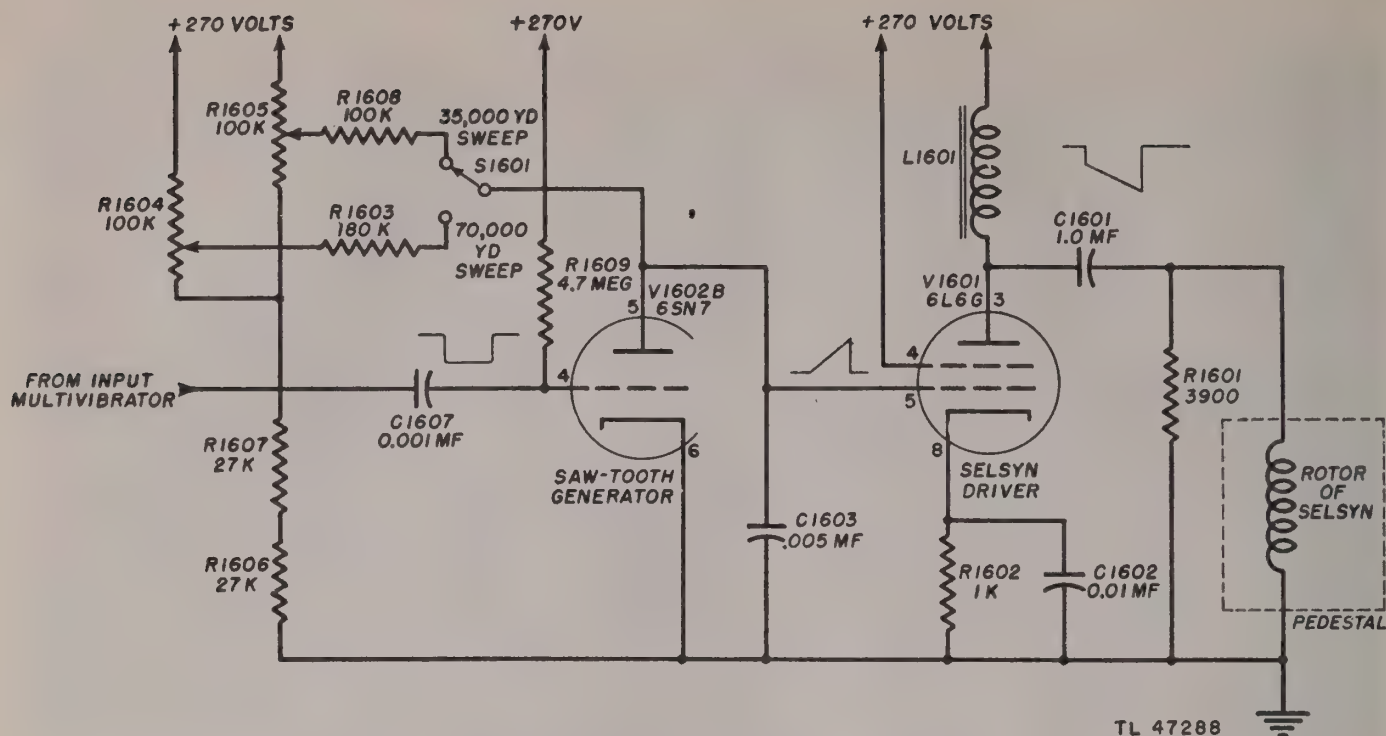 +270 VOLTS
+270V
+270 VOLTS
R1605
100K
R1608
100K
35,000 YD
SWEEP
S1601
L1601
R1604
100K
R1603
180K
70,000
YD
SWEEP
C1601
1.0 MF
R1609
4.7 MEG
V1602B
6SN7
5
V1601
6L6G
3
4
5
8
4
6
FROM INPUT
MULTIVIBRATOR
C1607
0.001 MF
R1601
3900
R1607
27K
SAW-TOOTH
GENERATOR
SELSYN
DRIVER
ROTOR
OF
SELSYN
C1603
.005 MF
R1606
27K
R1602
1K
C1602
0.01 MF
PEDESTAL
TL 47288